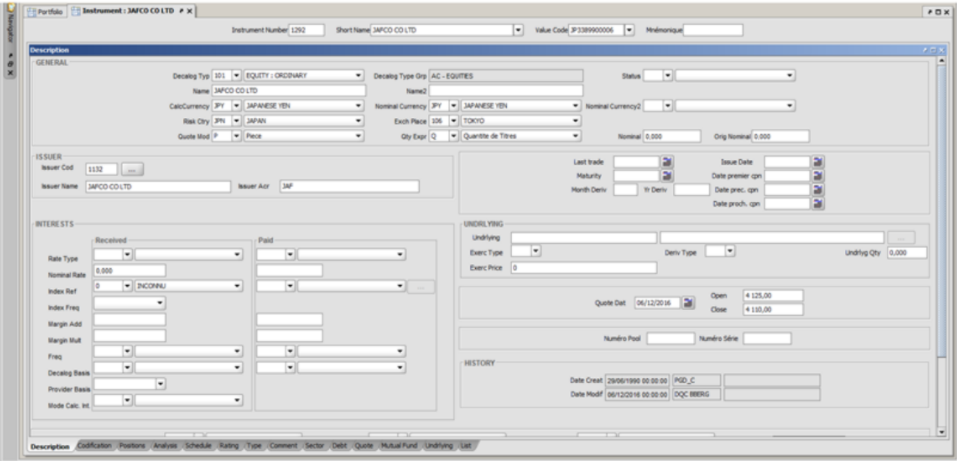 Portfolio Instrument : JAFCO CO LTD
Navigator
Instrument Number 1292 Short Name JAFCO CO LTD Value Code JP3389900006 Mnémonique
Description
GENERAL
Decalog Typ 101 EQUITY : ORDINARY Decalog Type Grp AC - EQUITIES Status
Name JAFCO CO LTD Name2
CalcCurrency JPY JAPANESE YEN Nominal Currency JPY JAPANESE YEN Nominal Currency2
Risk Ctry JPN JAPAN Exch Place 106 TOKYO
Quote Mod P Piece Qty Expr Q Quantite de Titres Nominal 0,000 Orig Nominal 0,000
ISSUER
Issuer Cod 1132 ...
Issuer Name JAFCO CO LTD Issuer Acr JAF
Last trade Issue Date
Maturity Date premier cpn
Month Deriv Yr Deriv Date prec. cpn
Date proch. cpn
INTERESTS
Received Paid
Rate Type
Nominal Rate 0,000
Index Ref 0 INCONNU ...
Index Freq
Margin Add
Margin Mult
Freq
Decalog Basis
Provider Basis
Mode Calc. Int.
UNDRLYING
Undrlying ...
Exerc Type Deriv Type Undrlyg Qty 0,000
Exerc Price 0
Quote Dat 06/12/2016 Open 4 125,00
Close 4 110,00
Numéro Pool Numéro Série
HISTORY
Date Creat 29/06/1990 00:00:00 PGD_C
Date Modif 06/12/2016 00:00:00 DQC BBERG
Description Codification Positions Analysis Schedule Rating Type Comment Sector Debt Quote Mutual Fund Undrlying List